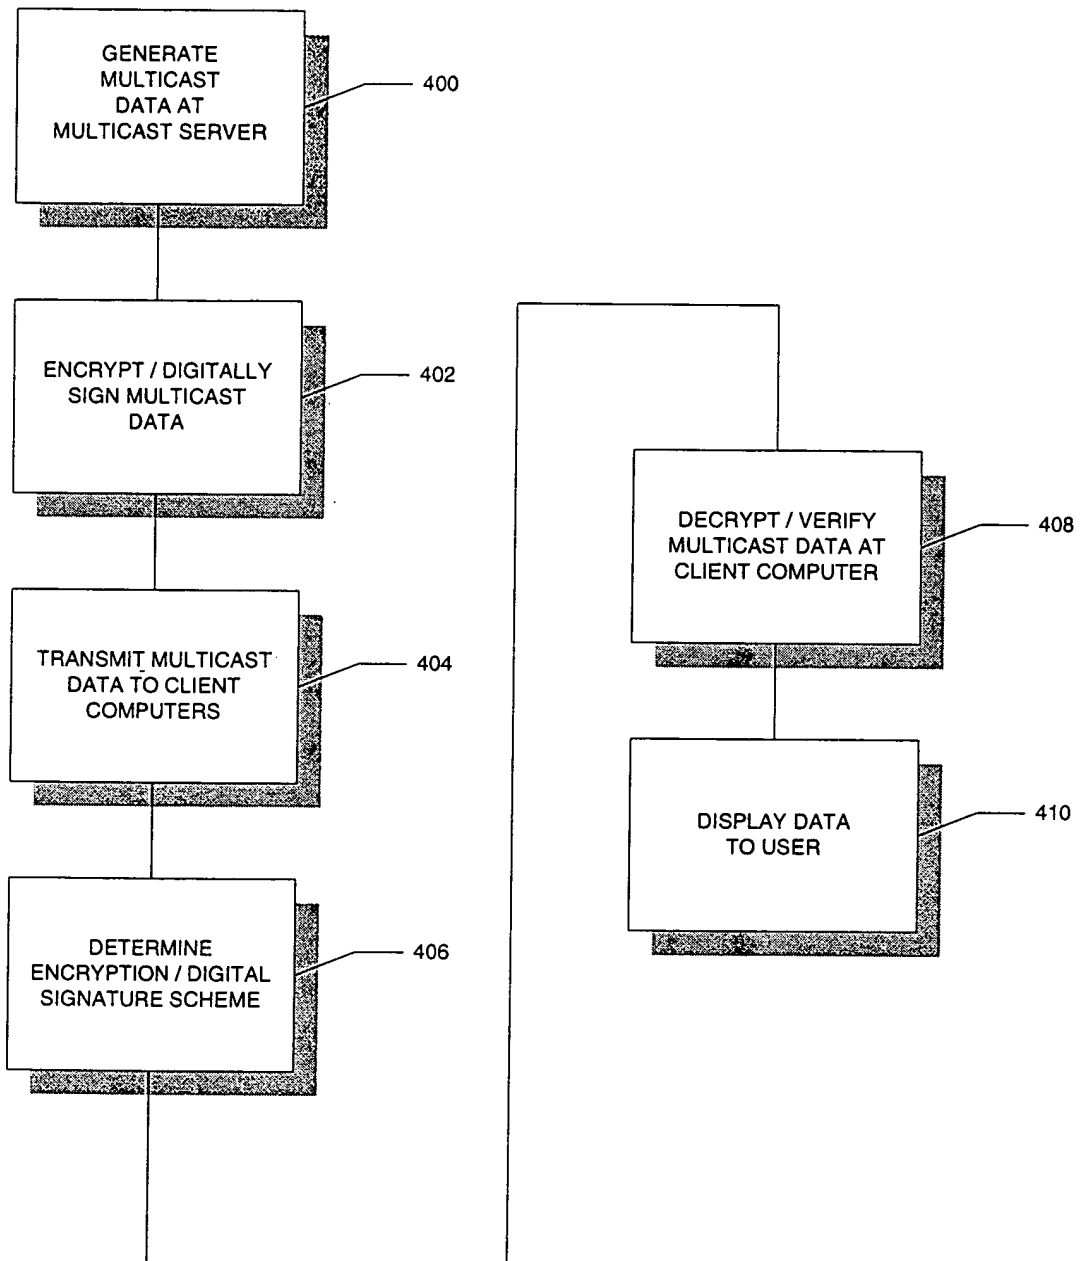 GENERATE
MULTICAST
DATA AT
MULTICAST SERVER
400
ENCRYPT / DIGITALLY
SIGN MULTICAST
DATA
402
TRANSMIT MULTICAST
DATA TO CLIENT
COMPUTERS
404
DETERMINE
ENCRYPTION / DIGITAL
SIGNATURE SCHEME
406
DECRYPT / VERIFY
MULTICAST DATA AT
CLIENT COMPUTER
408
DISPLAY DATA
TO USER
410